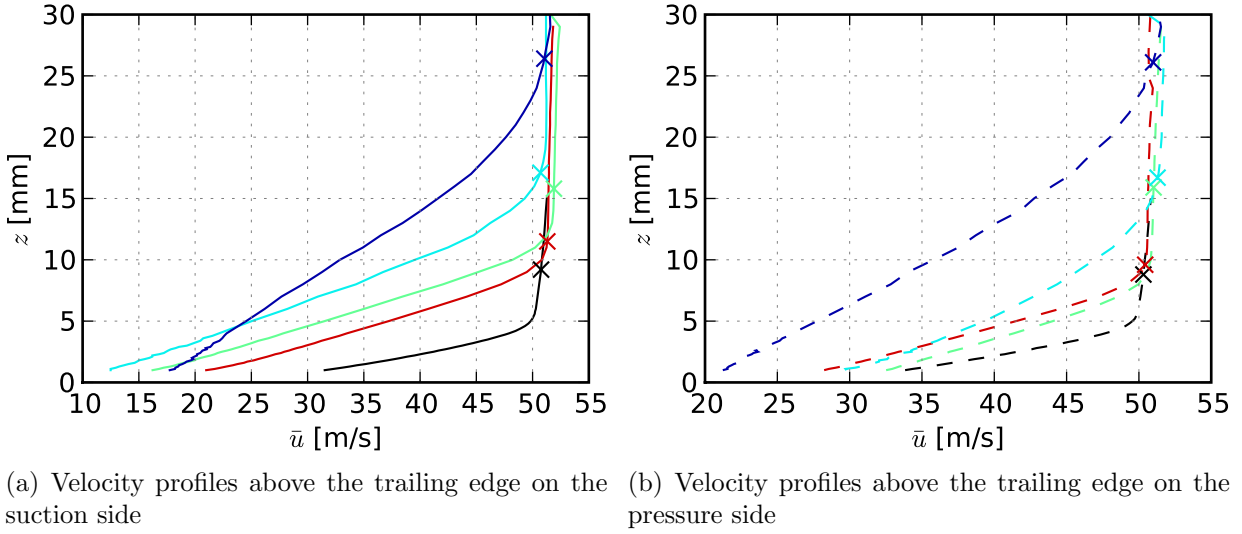 30
25
20
15
10
5
0
z [mm]
10 15 20 25 30 35 40 45 50 55
ū [m/s]
30
25
20
15
10
5
0
z [mm]
20 25 30 35 40 45 50 55
ū [m/s]
(a) Velocity profiles above the trailing edge on the
suction side
(b) Velocity profiles above the trailing edge on the
pressure side